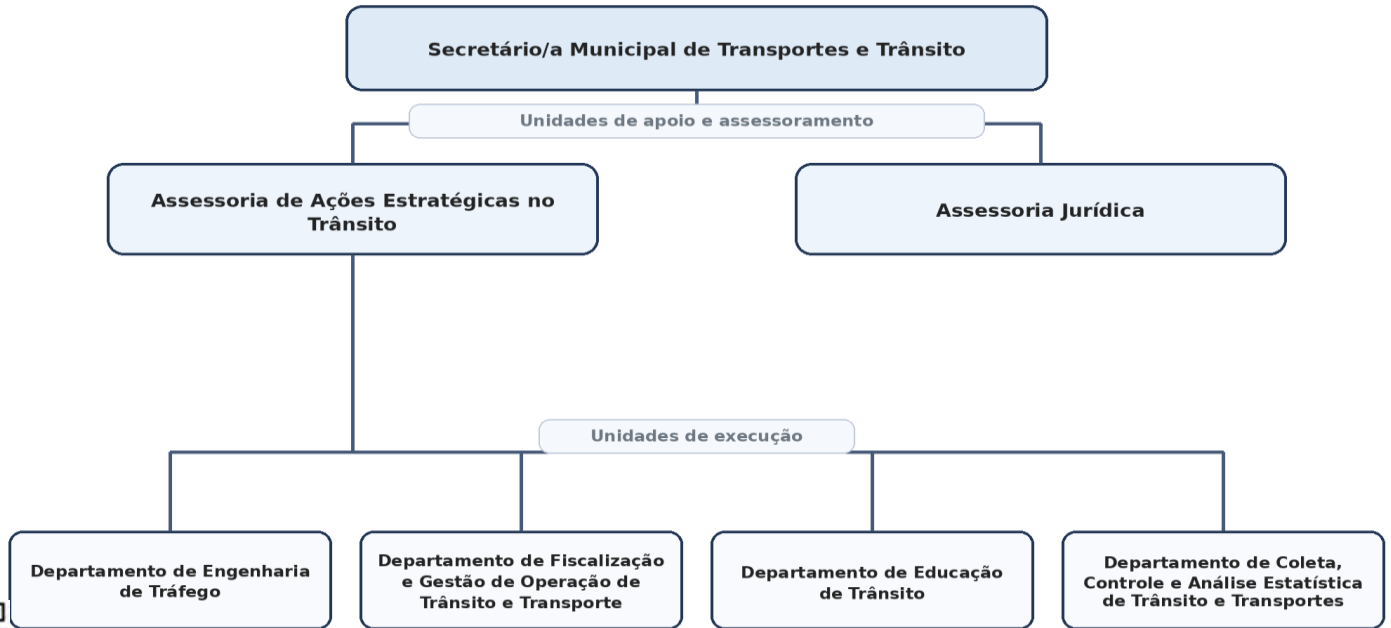 Secretário/a Municipal de Transportes e Trânsito
Unidades de apoio e assessoramento
Assessoria de Ações Estratégicas no
Trânsito
Assessoria Jurídica
Unidades de execução
Departamento de Engenharia
de Tráfego
Departamento de Fiscalização
e Gestão de Operação de
Trânsito e Transporte
Departamento de Educação
de Trânsito
Departamento de Coleta,
Controle e Análise Estatística
de Trânsito e Transportes